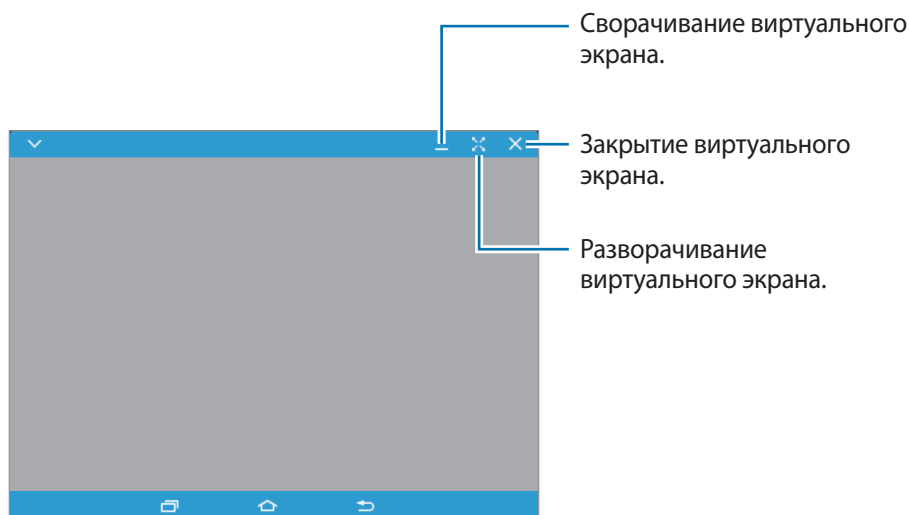 Сворачивание виртуального
экрана.
Закрытие виртуального
экрана.
Разворачивание
виртуального экрана.